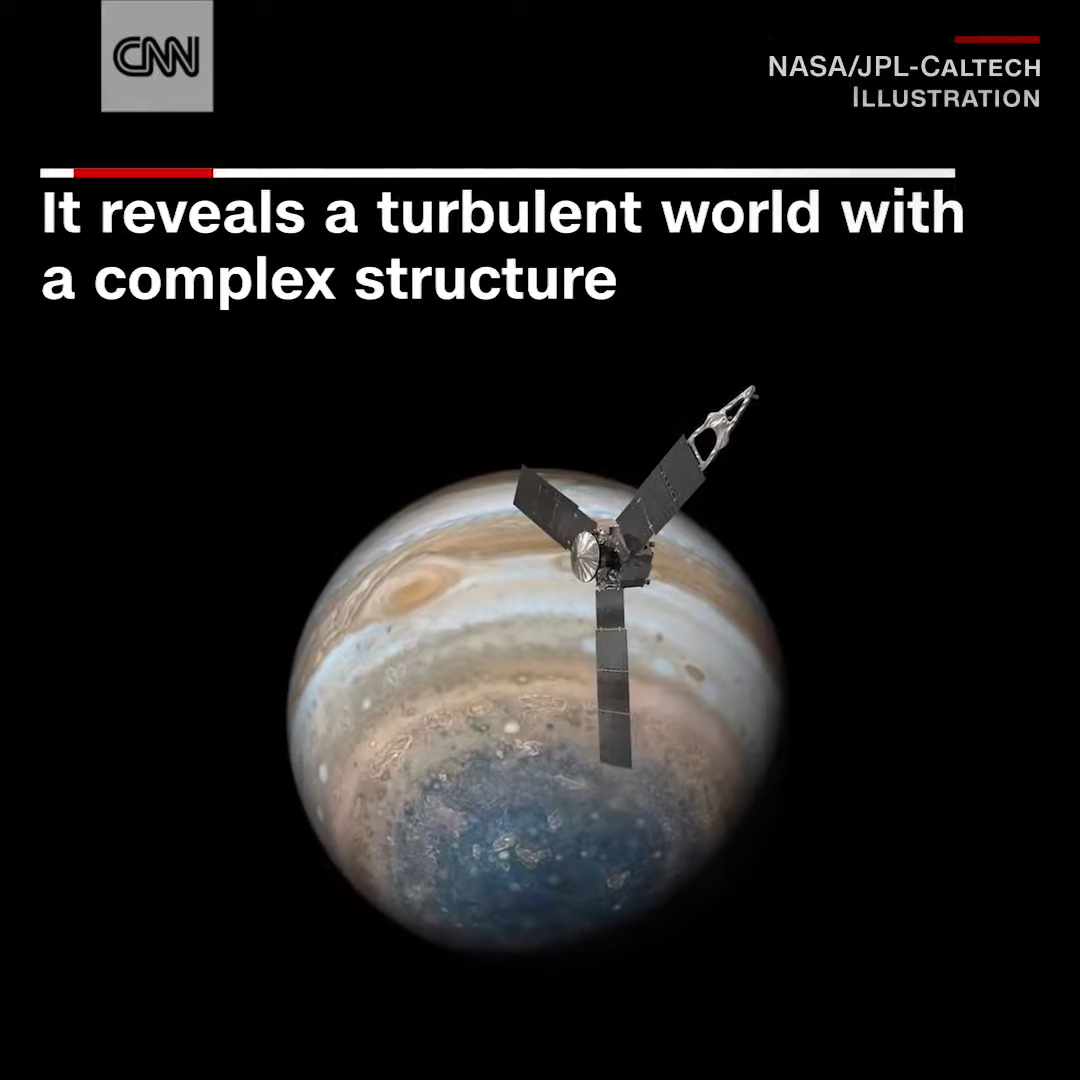 CNN
NASA/JPL-CALTECH
ILLUSTRATION
It reveals a turbulent world with
a complex structure